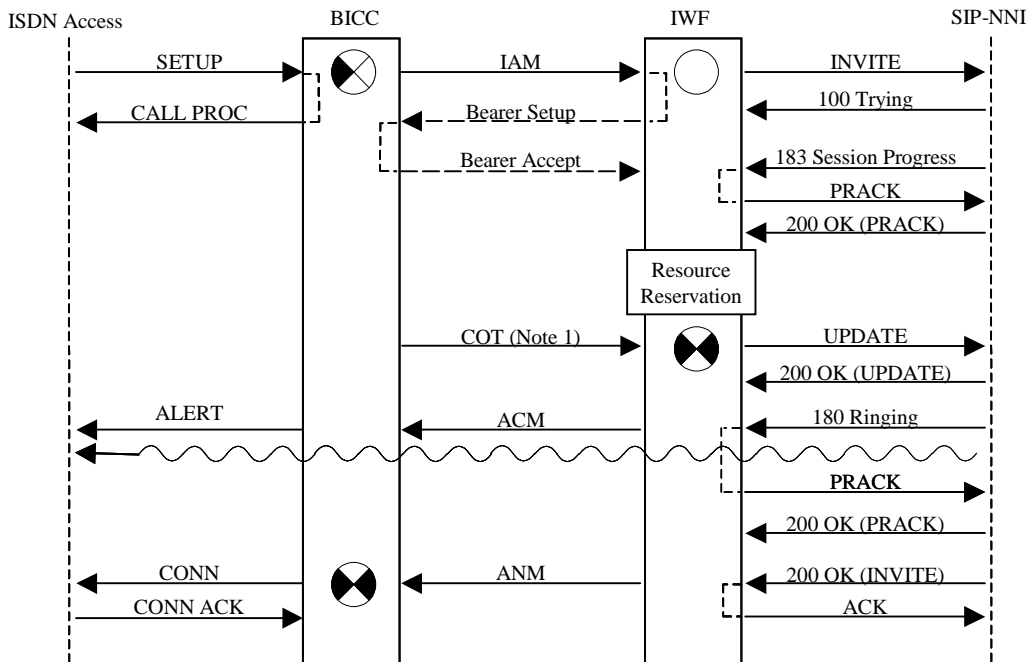 ISDN Access
BICC
IWF
SIP-NNI
SETUP
IAM
INVITE
100 Trying
CALL PROC
Bearer Setup
Bearer Accept
183 Session Progress
PRACK
200 OK (PRACK)
Resource
Reservation
COT (Note 1)
UPDATE
200 OK (UPDATE)
ALERT
ACM
180 Ringing
PRACK
200 OK (PRACK)
CONN
ANM
200 OK (INVITE)
CONN ACK
ACK